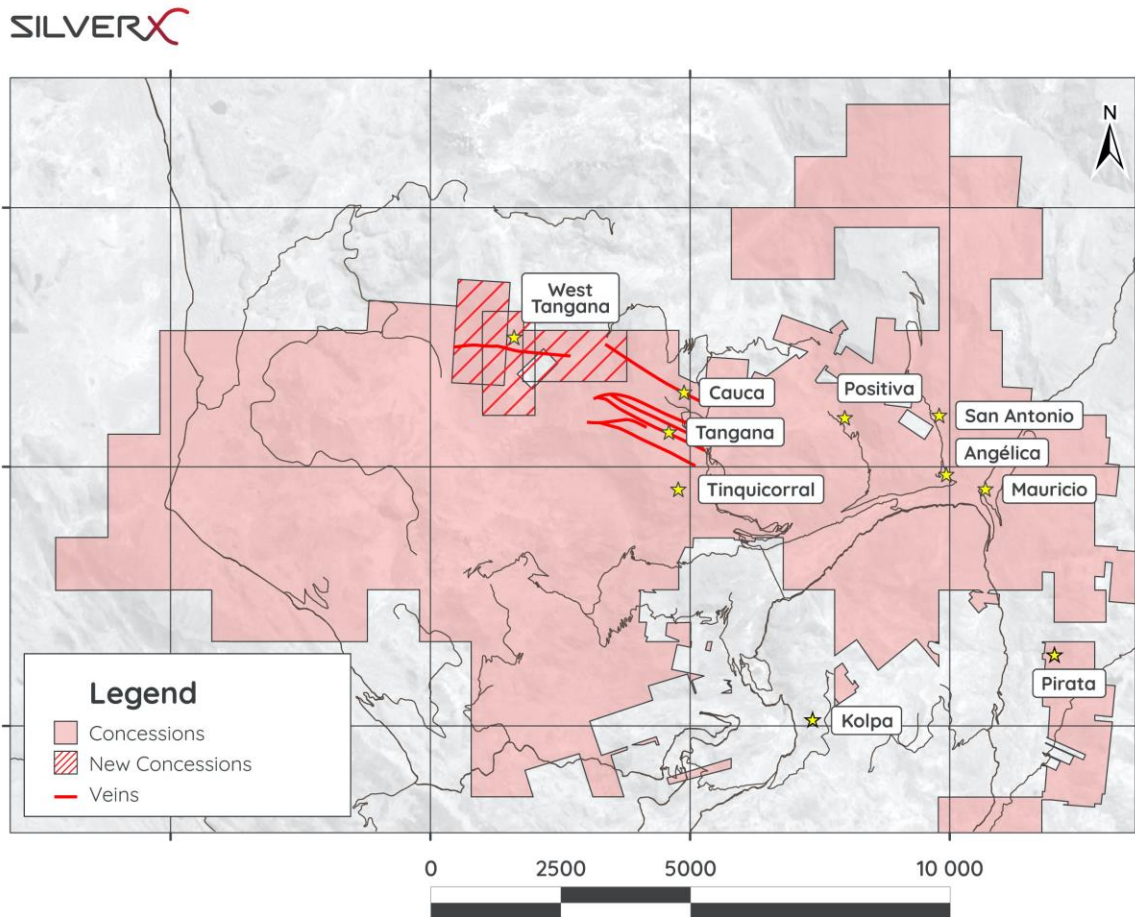 SILVERX
N
West
Tangana
Cauca
Positiva
San Antonio
Tangana
Angélica
Tinquicorral
Mauricio
Pirata
Kolpa
Legend
Concessions
New Concessions
Veins
0 2500 5000 10 000